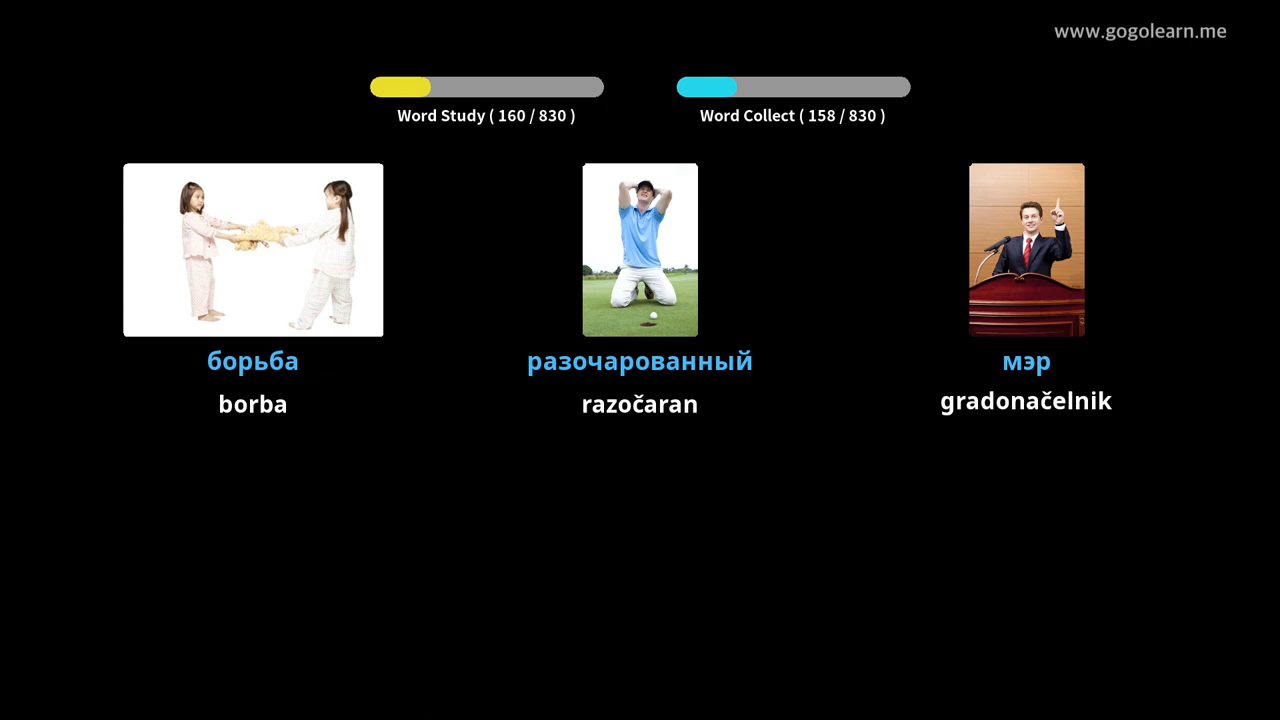 www.gogolearn.me
Word Study ( 160 / 830 )
Word Collect ( 158 / 830 )
борьба
разочарованный
мэр
borba
razočaran
gradonačelnik